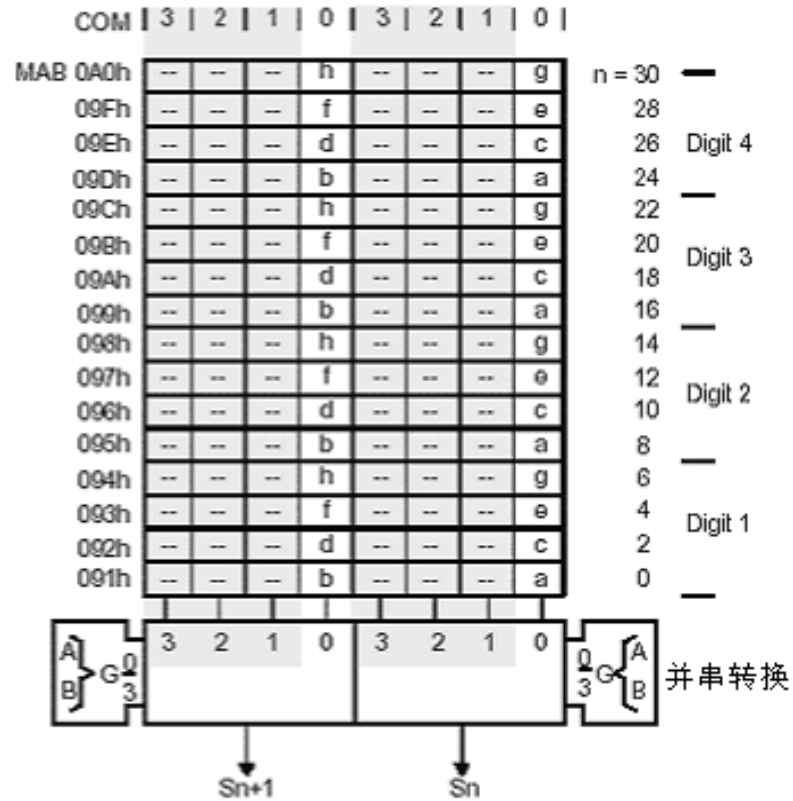 COM 3 2 1 0 3 2 1 0
MAB 0A0h -- -- -- h -- -- -- g n = 30
09Fh -- -- -- f -- -- -- e 28
09Eh -- -- -- d -- -- -- c 26 Digit 4
09Dh -- -- -- b -- -- -- a 24
09Ch -- -- -- h -- -- -- g 22
09Bh -- -- -- f -- -- -- e 20 Digit 3
09Ah -- -- -- d -- -- -- c 18
099h -- -- -- b -- -- -- a 16
098h -- -- -- h -- -- -- g 14
097h -- -- -- f -- -- -- e 12 Digit 2
096h -- -- -- d -- -- -- c 10
095h -- -- -- b -- -- -- a 8
094h -- -- -- h -- -- -- g 6
093h -- -- -- f -- -- -- e 4 Digit 1
092h -- -- -- d -- -- -- c 2
091h -- -- -- b -- -- -- a 0
3 2 1 0 3 2 1 0
A B G 0 3
0 3 G A B 并串转换
Sn+1 Sn